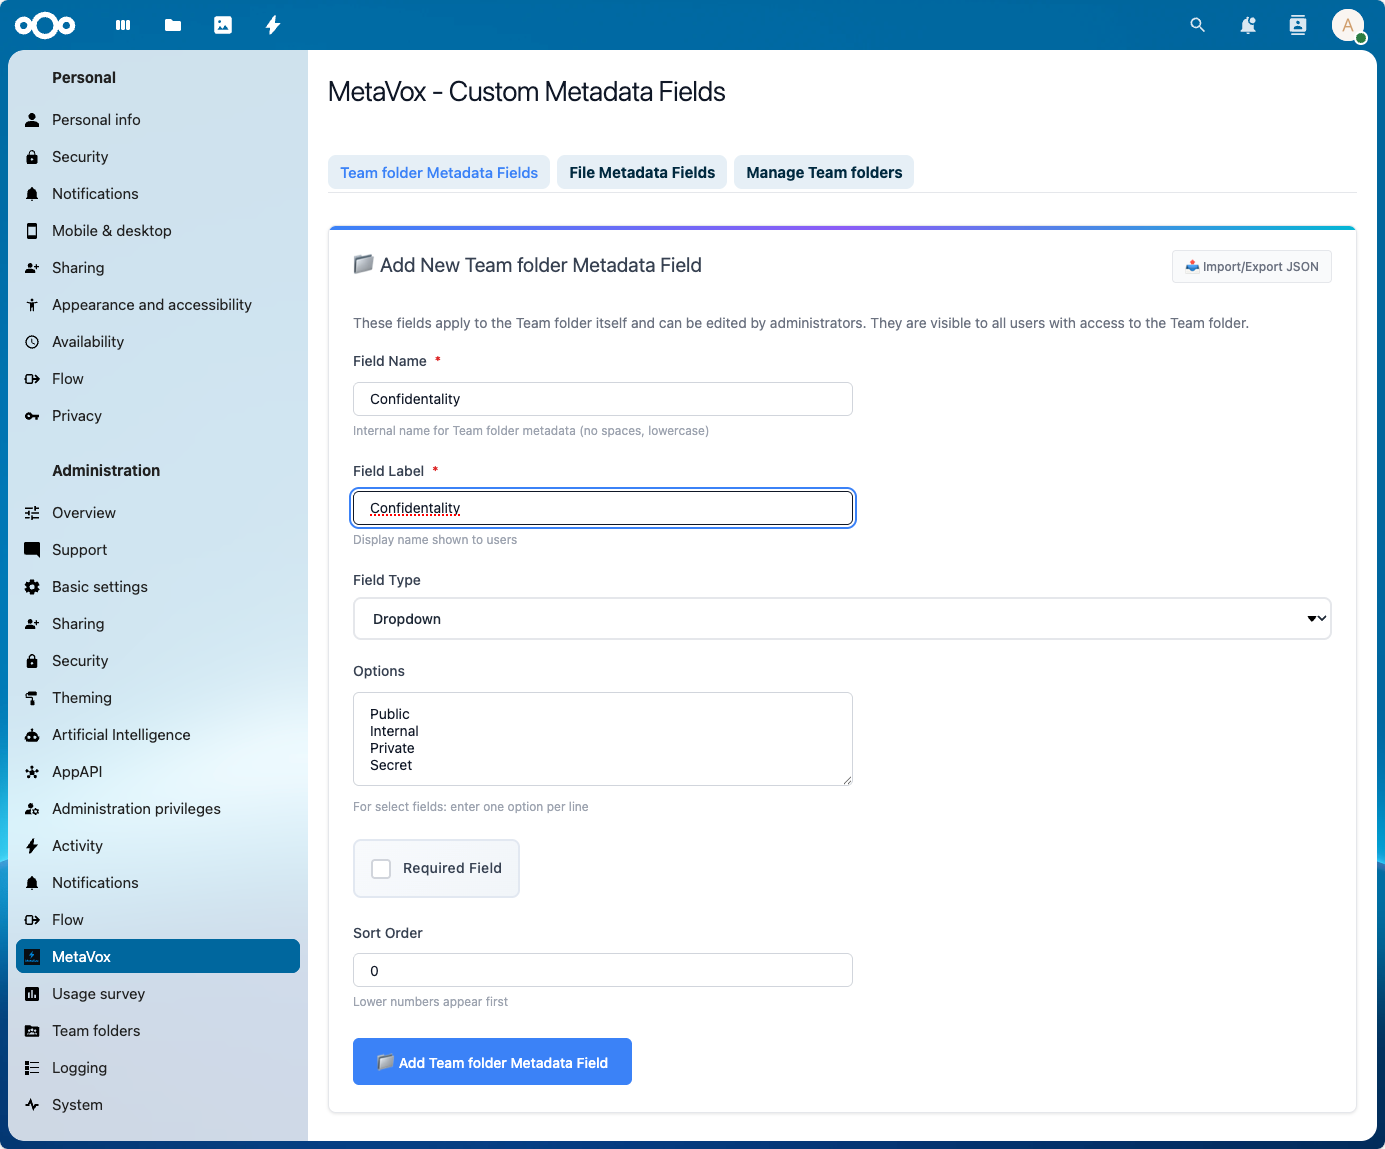 A
Personal
Personal info
Security
Notifications
Mobile & desktop
Sharing
Appearance and accessibility
Availability
Flow
Privacy
Administration
Overview
Support
Basic settings
Sharing
Security
Theming
Artificial Intelligence
AppAPI
Administration privileges
Activity
Notifications
Flow
MetaVox
Usage survey
Team folders
Logging
System
MetaVox - Custom Metadata Fields
Team folder Metadata Fields
File Metadata Fields
Manage Team folders
Add New Team folder Metadata Field
Import/Export JSON
These fields apply to the Team folder itself and can be edited by administrators. They are visible to all users with access to the Team folder.
Field Name *
Confidentality
Internal name for Team folder metadata (no spaces, lowercase)
Field Label *
Confidentality
Display name shown to users
Field Type
Dropdown
Options
Public
Internal
Private
Secret
For select fields: enter one option per line
Required Field
Sort Order
0
Lower numbers appear first
Add Team folder Metadata Field